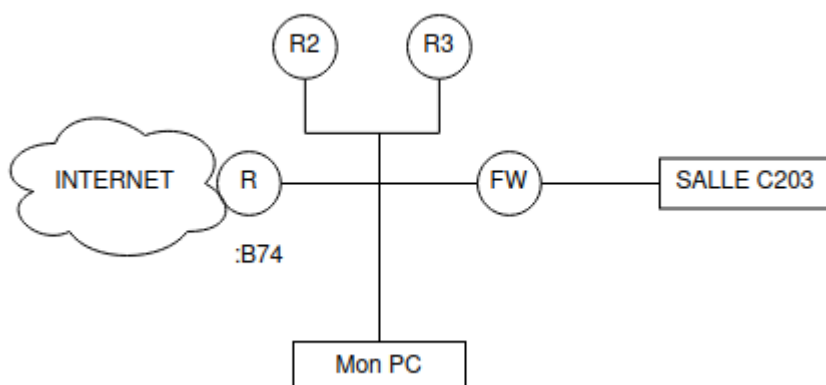 R2
R3
INTERNET
R
FW
SALLE C203
:B74
Mon PC